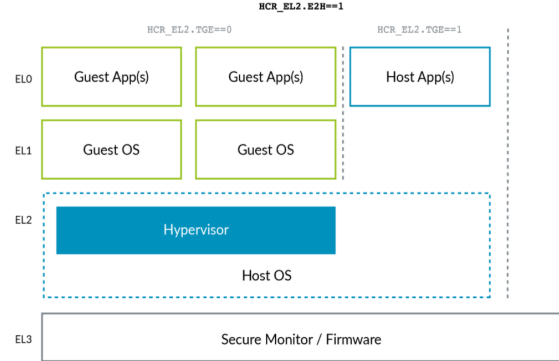 HCR_EL2.E2H==1
HCR_EL2.TGE==0 HCR_EL2.TGE==1
EL0 Guest App(s) Guest App(s) Host App(s)
EL1 Guest OS Guest OS
EL2
Hypervisor
Host OS
EL3 Secure Monitor / Firmware